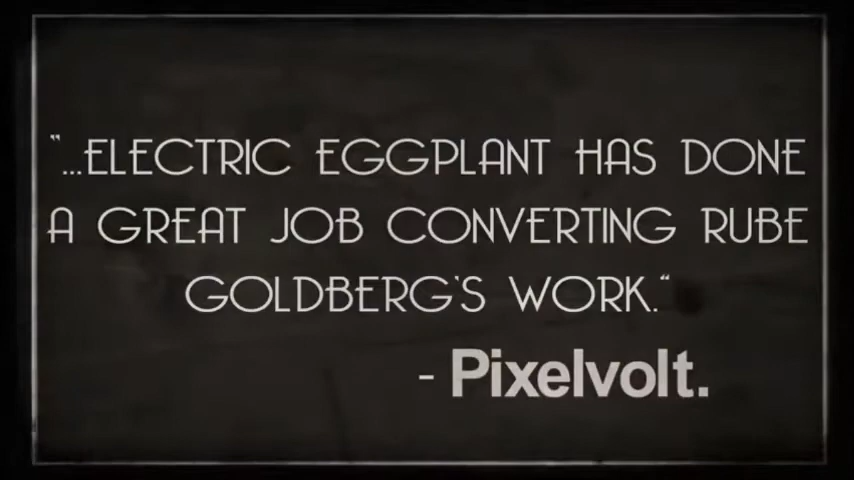 "...ELECTRIC EGGPLANT HAS DONE
A GREAT JOB CONVERTING RUBE
GOLDBERG'S WORK."
- Pixelvolt.